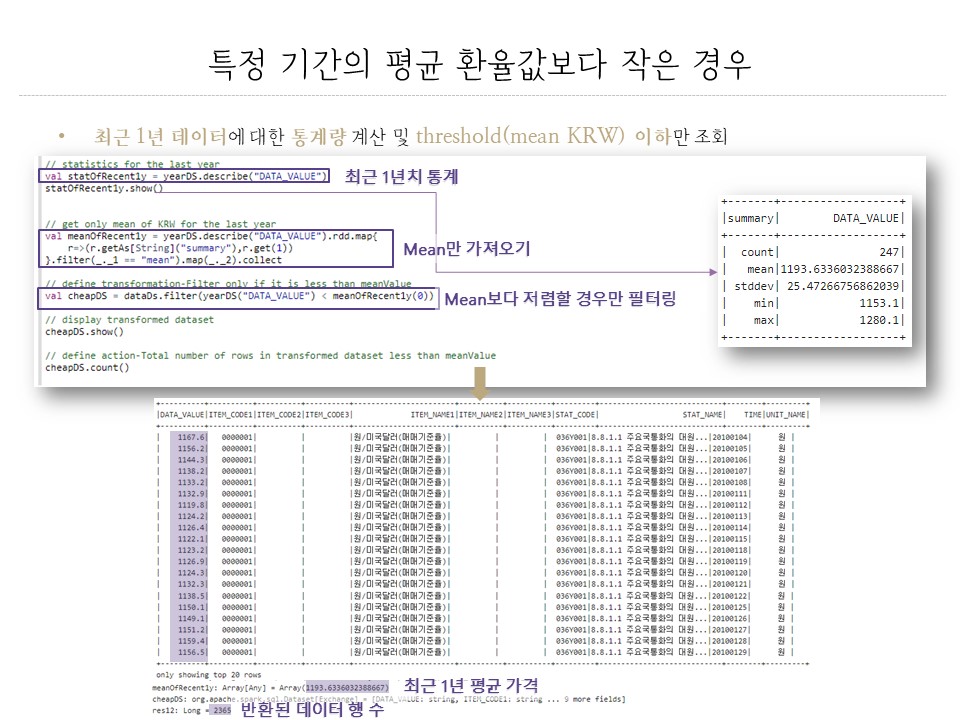 특정 기간의 평균 환율값보다 작은 경우
• 최근 1년 데이터에 대한 통계량 계산 및 threshold(mean KRW) 이하만 조회
// statistics for the last year
val statOfRecent1y = yearDS.describe("DATA_VALUE")
최근 1년치 통계
statOfRecent1y.show()
// get only mean of KRW for the last year
val meanOfRecent1y = yearDS.describe("DATA_VALUE").rdd.map{
r=>(r.getAs[String]("summary"),r.get(1))
}.filter(_._1 == "mean").map(_._2).collect
Mean만 가져오기
// define transformation-Filter only if it is less than meanValue
val cheapDS = dataDs.filter(yearDS("DATA_VALUE") < meanOfRecent1y(0))
Mean보다 저렴할 경우만 필터링
// display transformed dataset
cheapDS.show()
// define action-Total number of rows in transformed dataset less than meanValue
cheapDS.count()
+-------+------------------+
|summary|        DATA_VALUE|
+-------+------------------+
|  count|               247|
|   mean|1193.6336032388667|
| stddev| 25.47266756862039|
|    min|            1153.1|
|    max|            1280.1|
+-------+------------------+
|DATA_VALUE|ITEM_CODE1|ITEM_CODE2|ITEM_CODE3|         ITEM_NAME1|ITEM_NAME2|ITEM_NAME3|STAT_CODE|         STAT_NAME|    TIME|UNIT_NAME|
|    1167.6|   0000001|          |          |원/미국달러(매매기준율)|          |          |   036Y001|8.8.1.1 주요국통화의 대원...|20100104|       원 |
|    1156.2|   0000001|          |          |원/미국달러(매매기준율)|          |          |   036Y001|8.8.1.1 주요국통화의 대원...|20100105|       원 |
|    1144.3|   0000001|          |          |원/미국달러(매매기준율)|          |          |   036Y001|8.8.1.1 주요국통화의 대원...|20100106|       원 |
|    1138.2|   0000001|          |          |원/미국달러(매매기준율)|          |          |   036Y001|8.8.1.1 주요국통화의 대원...|20100107|       원 |
|    1133.2|   0000001|          |          |원/미국달러(매매기준율)|          |          |   036Y001|8.8.1.1 주요국통화의 대원...|20100108|       원 |
|    1132.9|   0000001|          |          |원/미국달러(매매기준율)|          |          |   036Y001|8.8.1.1 주요국통화의 대원...|20100111|       원 |
|    1119.8|   0000001|          |          |원/미국달러(매매기준율)|          |          |   036Y001|8.8.1.1 주요국통화의 대원...|20100112|       원 |
|    1124.2|   0000001|          |          |원/미국달러(매매기준율)|          |          |   036Y001|8.8.1.1 주요국통화의 대원...|20100113|       원 |
|    1126.4|   0000001|          |          |원/미국달러(매매기준율)|          |          |   036Y001|8.8.1.1 주요국통화의 대원...|20100114|       원 |
|    1122.1|   0000001|          |          |원/미국달러(매매기준율)|          |          |   036Y001|8.8.1.1 주요국통화의 대원...|20100115|       원 |
|    1123.2|   0000001|          |          |원/미국달러(매매기준율)|          |          |   036Y001|8.8.1.1 주요국통화의 대원...|20100118|       원 |
|    1126.9|   0000001|          |          |원/미국달러(매매기준율)|          |          |   036Y001|8.8.1.1 주요국통화의 대원...|20100119|       원 |
|    1124.3|   0000001|          |          |원/미국달러(매매기준율)|          |          |   036Y001|8.8.1.1 주요국통화의 대원...|20100120|       원 |
|    1132.3|   0000001|          |          |원/미국달러(매매기준율)|          |          |   036Y001|8.8.1.1 주요국통화의 대원...|20100121|       원 |
|    1138.5|   0000001|          |          |원/미국달러(매매기준율)|          |          |   036Y001|8.8.1.1 주요국통화의 대원...|20100122|       원 |
|    1150.1|   0000001|          |          |원/미국달러(매매기준율)|          |          |   036Y001|8.8.1.1 주요국통화의 대원...|20100125|       원 |
|    1149.1|   0000001|          |          |원/미국달러(매매기준율)|          |          |   036Y001|8.8.1.1 주요국통화의 대원...|20100126|       원 |
|    1151.2|   0000001|          |          |원/미국달러(매매기준율)|          |          |   036Y001|8.8.1.1 주요국통화의 대원...|20100127|       원 |
|    1159.4|   0000001|          |          |원/미국달러(매매기준율)|          |          |   036Y001|8.8.1.1 주요국통화의 대원...|20100128|       원 |
|    1156.5|   0000001|          |          |원/미국달러(매매기준율)|          |          |   036Y001|8.8.1.1 주요국통화의 대원...|20100129|       원 |
only showing top 20 rows
meanOfRecent1y: Array[Any] = Array(1193.6336032388667)
최근 1년 평균 가격
cheapDS: org.apache.spark.sql.Dataset[Exchange] = [DATA_VALUE: string, ITEM_CODE1: string ... 9 more fields]
res12: Long = 2365
반환된 데이터 행 수